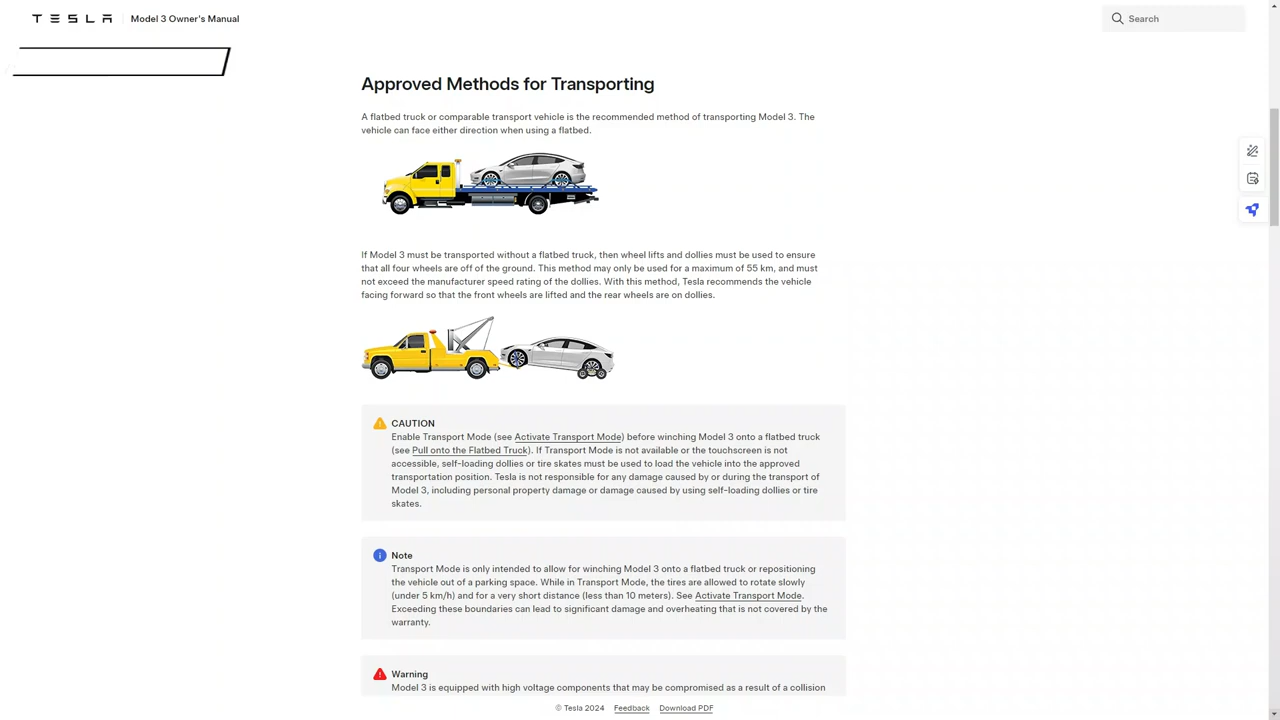 TESLA
Model 3 Owner's Manual
Search
Approved Methods for Transporting
A flatbed truck or comparable transport vehicle is the recommended method of transporting Model 3. The
vehicle can face either direction when using a flatbed.
If Model 3 must be transported without a flatbed truck, then wheel lifts and dollies must be used to ensure
that all four wheels are off of the ground. This method may only be used for a maximum of 55 km, and must
not exceed the manufacturer speed rating of the dollies. With this method, Tesla recommends the vehicle
facing forward so that the front wheels are lifted and the rear wheels are on dollies.
CAUTION
Enable Transport Mode (see Activate Transport Mode) before winching Model 3 onto a flatbed truck
(see Pull onto the Flatbed Truck). If Transport Mode is not available or the touchscreen is not
accessible, self-loading dollies or tire skates must be used to load the vehicle into the approved
transportation position. Tesla is not responsible for any damage caused by or during the transport of
Model 3, including personal property damage or damage caused by using self-loading dollies or tire
skates.
Note
Transport Mode is only intended to allow for winching Model 3 onto a flatbed truck or repositioning
the vehicle out of a parking space. While in Transport Mode, the tires are allowed to rotate slowly
(under 5 km/h) and for a very short distance (less than 10 meters). See Activate Transport Mode.
Exceeding these boundaries can lead to significant damage and overheating that is not covered by the
warranty.
Warning
Model 3 is equipped with high voltage components that may be compromised as a result of a collision
© Tesla 2024 Feedback Download PDF